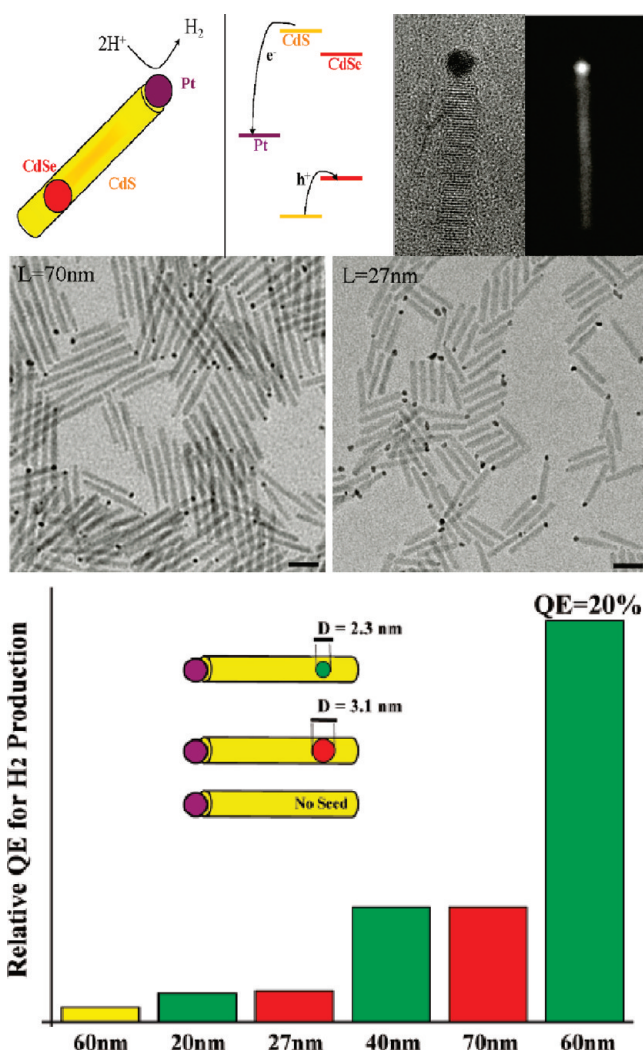 2H⁺
H₂
Pt
CdSe
CdS
e⁻
CdS
CdSe
Pt
h⁺
L=70nm
L=27nm
Relative QE for H₂ Production
QE=20%
D = 2.3 nm
D = 3.1 nm
No Seed
60nm 20nm 27nm 40nm 70nm 60nm